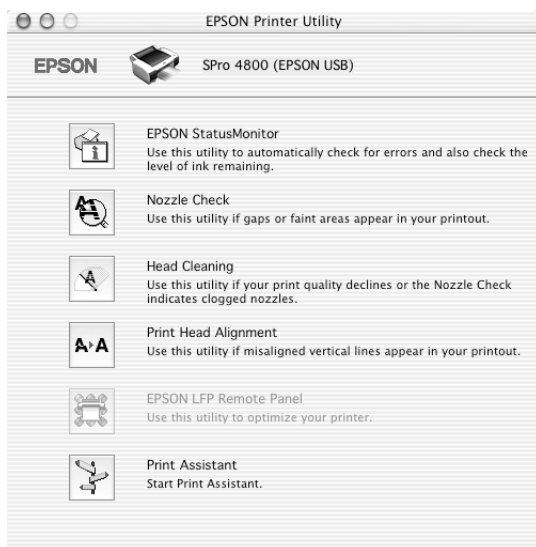 EPSON Printer Utility
EPSON
SPro 4800 (EPSON USB)
EPSON StatusMonitor
Use this utility to automatically check for errors and also check the
level of ink remaining.
Nozzle Check
Use this utility if gaps or faint areas appear in your printout.
Head Cleaning
Use this utility if your print quality declines or the Nozzle Check
indicates clogged nozzles.
Print Head Alignment
Use this utility if misaligned vertical lines appear in your printout.
EPSON LFP Remote Panel
Use this utility to optimize your printer.
Print Assistant
Start Print Assistant.